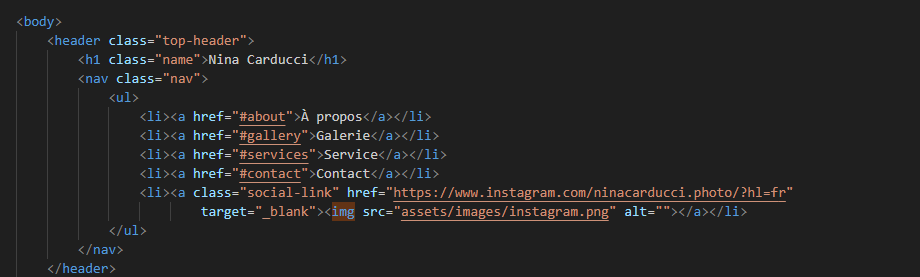 <body>
<header class="top-header">
<h1 class="name">Nina Carducci</h1>
<nav class="nav">
<ul>
<li><a href="#about">À propos</a></li>
<li><a href="#gallery">Galerie</a></li>
<li><a href="#services">Service</a></li>
<li><a href="#contact">Contact</a></li>
<li><a class="social-link" href="https://www.instagram.com/ninacarducci.photo/?hl=fr"
target="_blank"><img src="assets/images/instagram.png" alt=""></a></li>
</ul>
</nav>
</header>